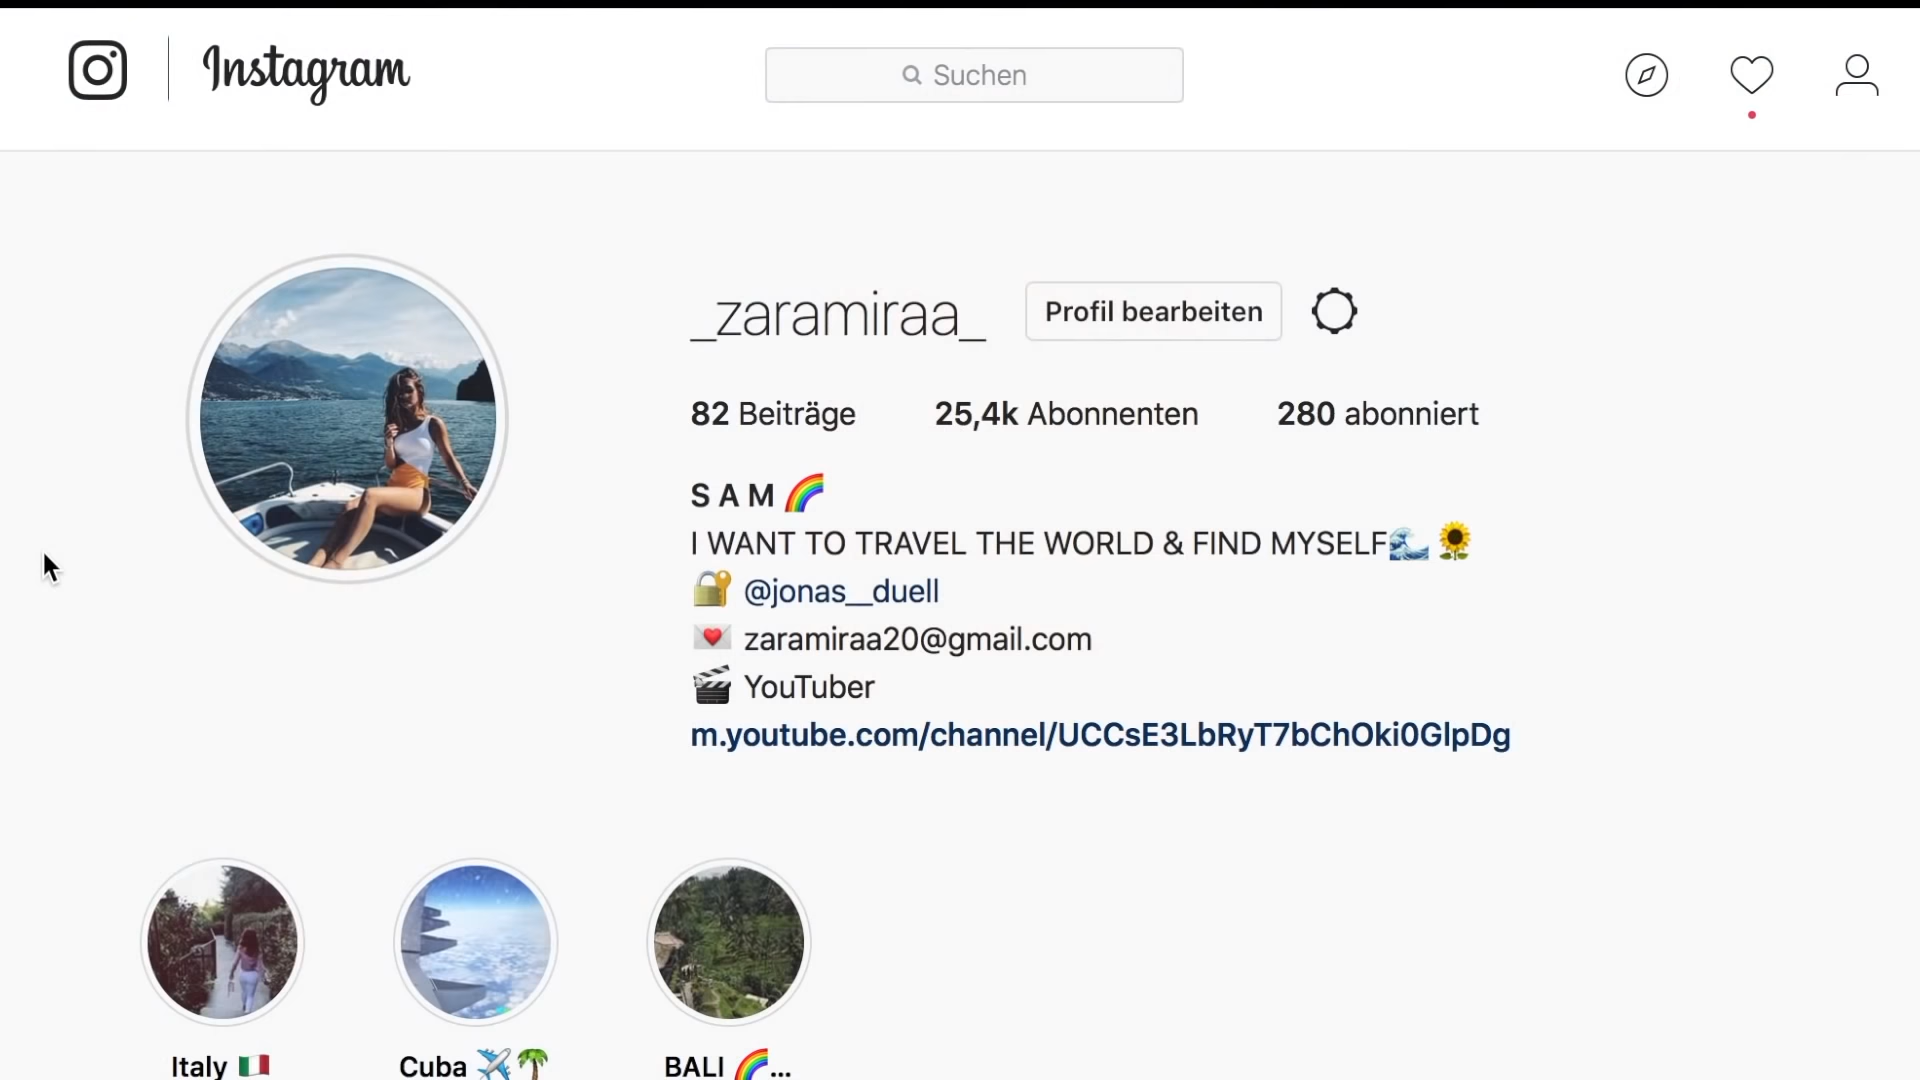 Instagram
Suchen
_zaramiraa_ Profil bearbeiten
82 Beiträge 25,4k Abonnenten 280 abonniert
S A M 🌈
I WANT TO TRAVEL THE WORLD & FIND MYSELF🌊 🌻
🔐 @jonas__duell
💌 zaramiraa20@gmail.com
🎬 YouTuber
m.youtube.com/channel/UCCsE3LbRyT7bChOki0GlpDg
Italy 🇮🇹 Cuba ✈️🌴 BALI 🌈...